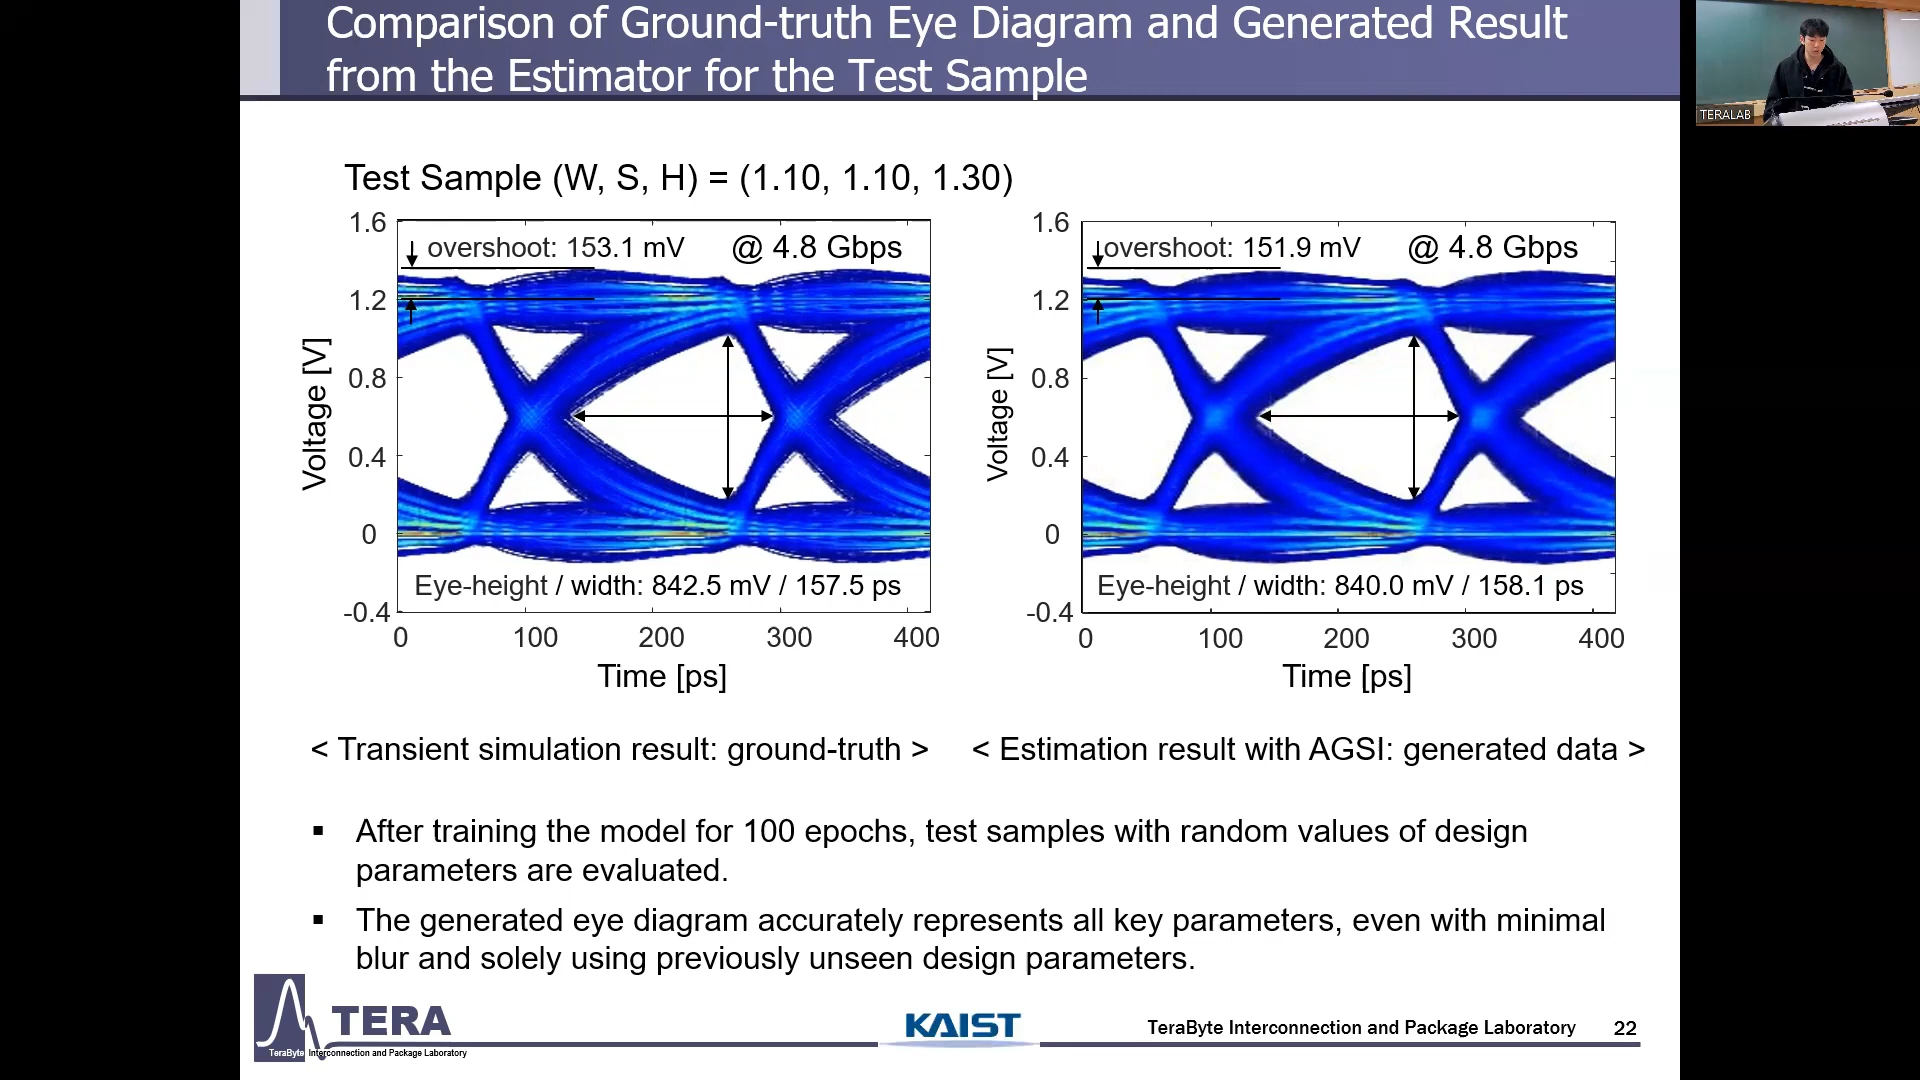 Comparison of Ground-truth Eye Diagram and Generated Result
from the Estimator for the Test Sample
TERALAB
Test Sample (W, S, H) = (1.10, 1.10, 1.30)
1.6
overshoot: 153.1 mV
@ 4.8 Gbps
1.2
0.8
0.4
0
-0.4
Voltage [V]
Eye-height / width: 842.5 mV / 157.5 ps
0
100
200
300
400
Time [ps]
1.6
overshoot: 151.9 mV
@ 4.8 Gbps
1.2
0.8
0.4
0
-0.4
Voltage [V]
Eye-height / width: 840.0 mV / 158.1 ps
0
100
200
300
400
Time [ps]
< Transient simulation result: ground-truth >
< Estimation result with AGSI: generated data >
▪ After training the model for 100 epochs, test samples with random values of design
parameters are evaluated.
▪ The generated eye diagram accurately represents all key parameters, even with minimal
blur and solely using previously unseen design parameters.
TERA
TeraByte Interconnection and Package Laboratory
KAIST
TeraByte Interconnection and Package Laboratory
22